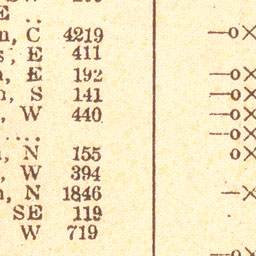 E ..
n, C 4219 —o×
s, E 411
n, E 192 —o×
n, S 141 —o×
, W 440 —o×
.... —o×
, N 155 o×
, W 394
n, N 1846 —×
SE 119
W 719
—o×